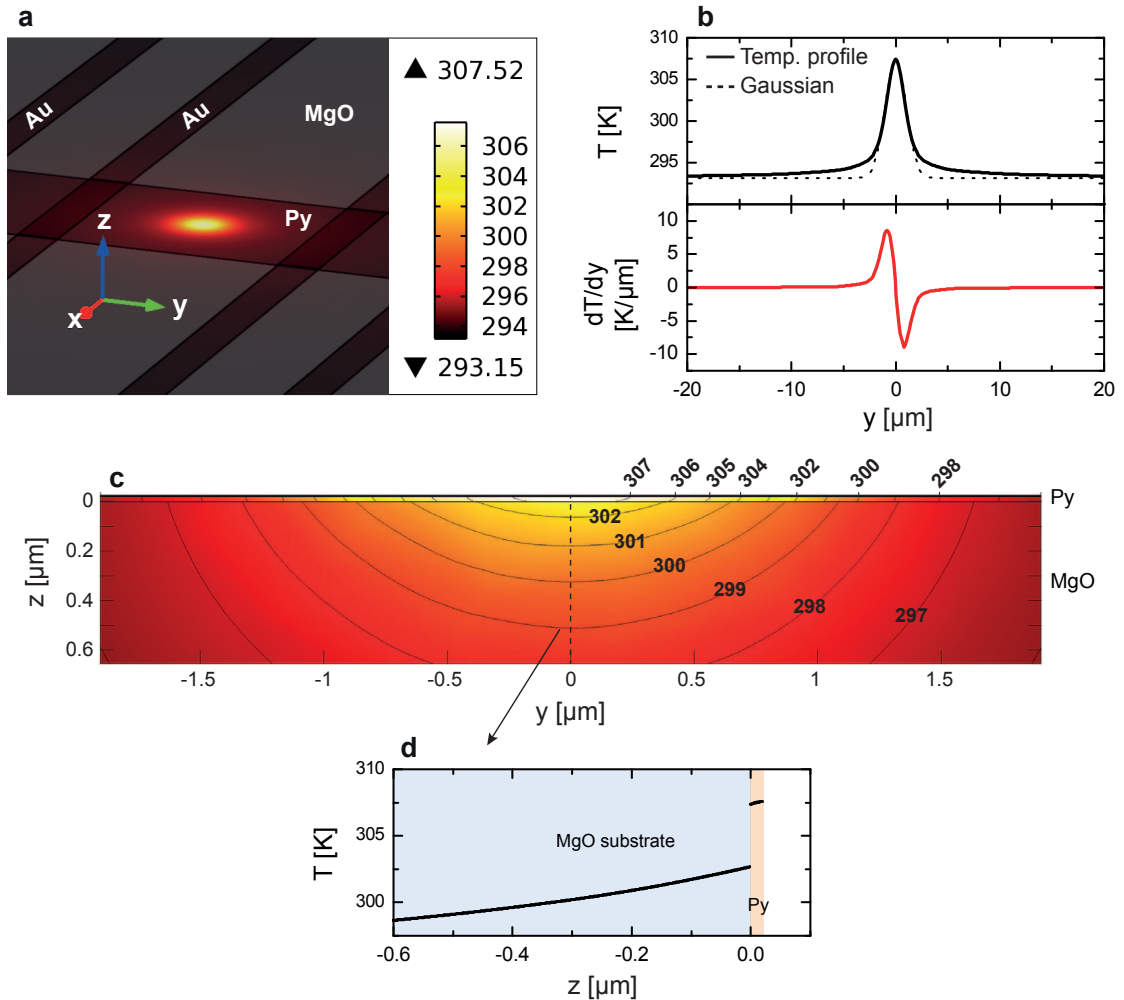 a
Au
Au
MgO
Py
z
y
x
▲ 307.52
306
304
302
300
298
296
294
▼ 293.15
b
Temp. profile
Gaussian
310
305
300
295
T [K]
10
5
0
-5
-10
dT/dy
[K/µm]
-20 -10 0 10 20
y [µm]
c
307 306 305 304 302 300 298
Py
MgO
302
301
300
299
298
297
0
0.2
0.4
0.6
z [µm]
-1.5 -1 -0.5 0 0.5 1 1.5
y [µm]
d
310
305
300
T [K]
MgO substrate
Py
-0.6 -0.4 -0.2 0.0
z [µm]